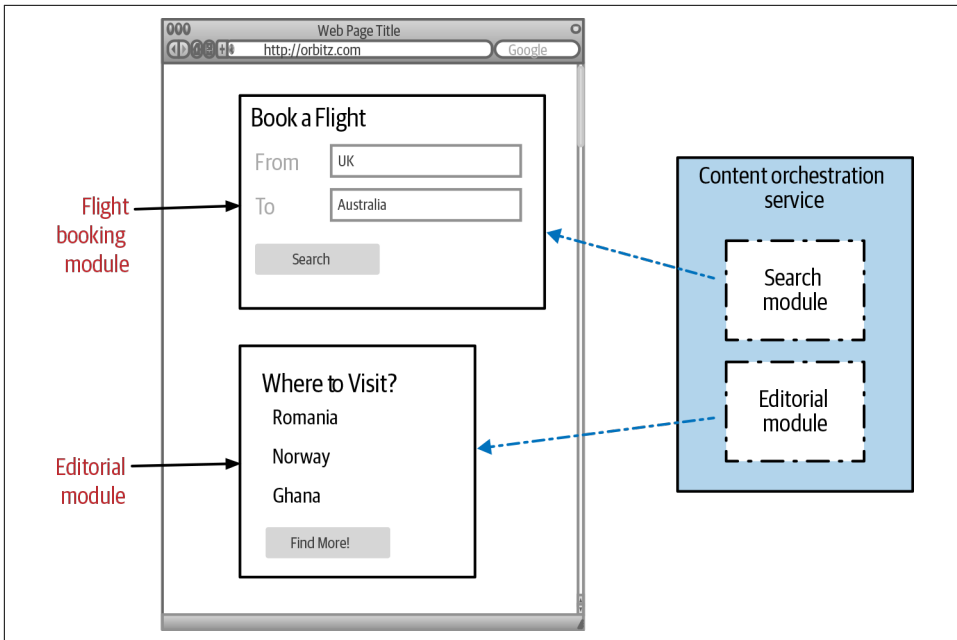 Web Page Title
http://orbitz.com
Google
Book a Flight
From
UK
To
Australia
Search
Flight
booking
module
Content orchestration
service
Search
module
Editorial
module
Where to Visit?
Romania
Norway
Ghana
Find More!
Editorial
module